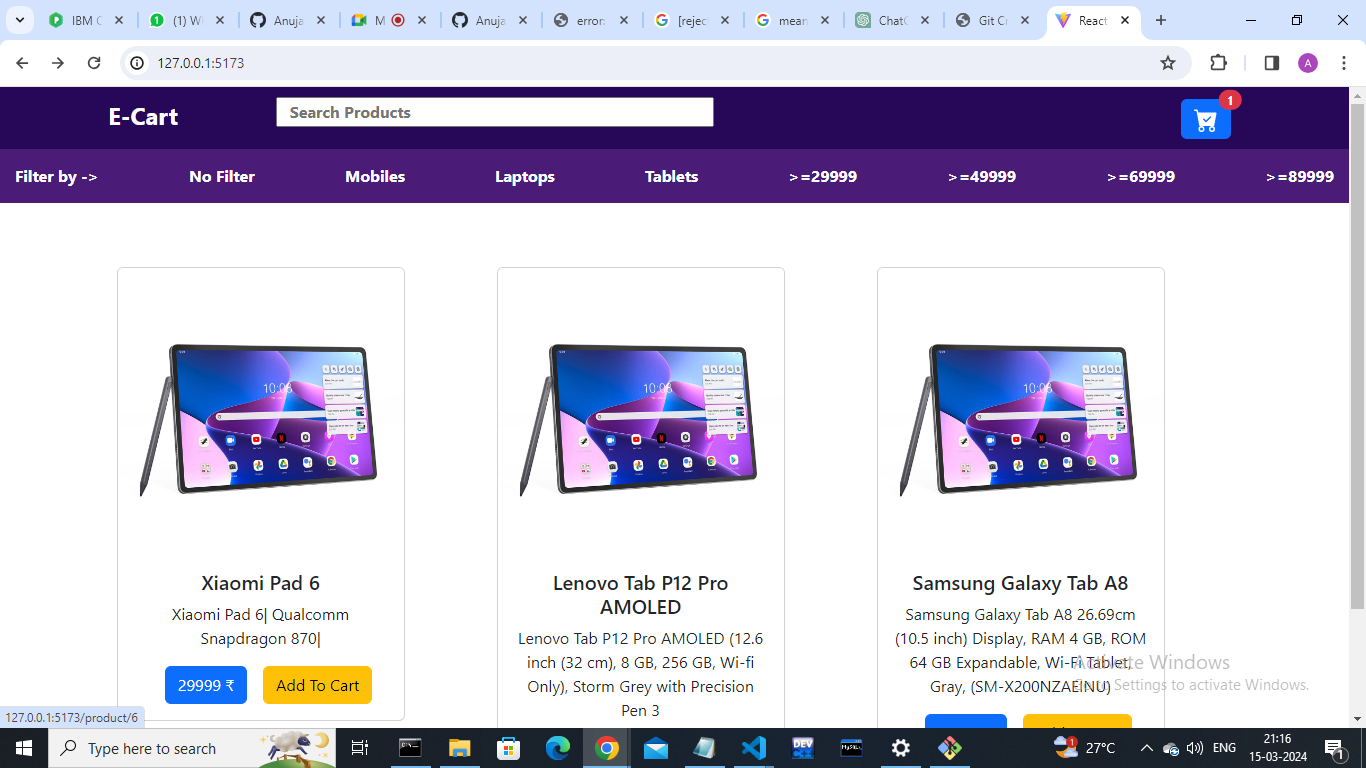 IBM C
(1) W
Anuja
M
Anuja
error:
[rejec
mean
ChatG
Git Cr
React
127.0.0.1:5173
A
E-Cart
Search Products
1
Filter by -> No Filter Mobiles Laptops Tablets >=29999 >=49999 >=69999 >=89999
Xiaomi Pad 6
Xiaomi Pad 6| Qualcomm
Snapdragon 870|
29999 ₹ Add To Cart
Lenovo Tab P12 Pro
AMOLED
Lenovo Tab P12 Pro AMOLED (12.6
inch (32 cm), 8 GB, 256 GB, Wi-fi
Only), Storm Grey with Precision
Pen 3
Samsung Galaxy Tab A8
Samsung Galaxy Tab A8 26.69cm
(10.5 inch) Display, RAM 4 GB, ROM
64 GB Expandable, Wi-Fi Tablet,
Gray, (SM-X200NZAEINU)
Activate Windows
Go to Settings to activate Windows.
127.0.0.1:5173/product/6
Type here to search
DEV
MySQL
1
27°C
ENG
21:16
15-03-2024
1